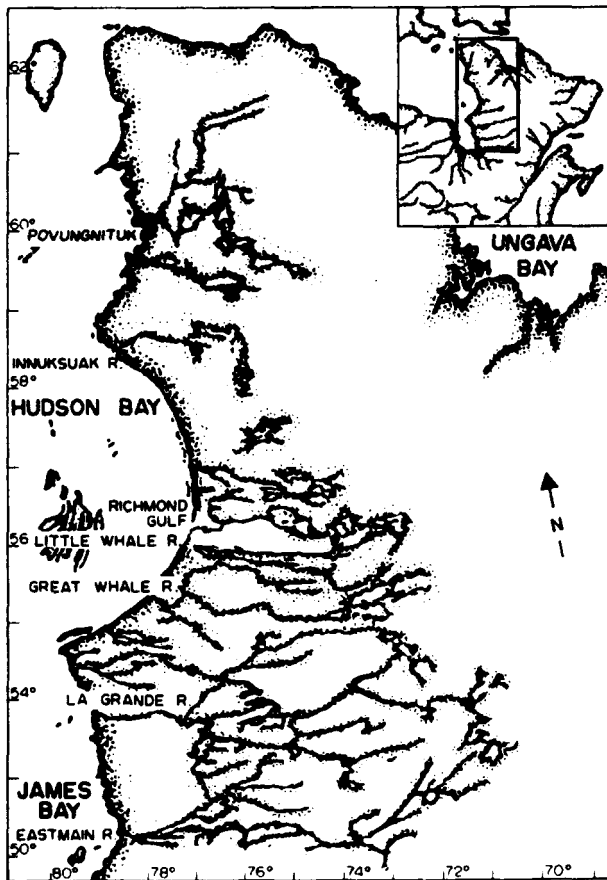 62°
60°
POVUNGNITUK
UNGAVA
BAY
INNUKSUAK R.
58°
HUDSON BAY
RICHMOND
GULF
56
LITTLE WHALE R.
N
GREAT WHALE R.
54°
LA GRANDE R.
JAMES
BAY
EASTMAIN R.
50°
80° 78° 76° 74° 72° 70°